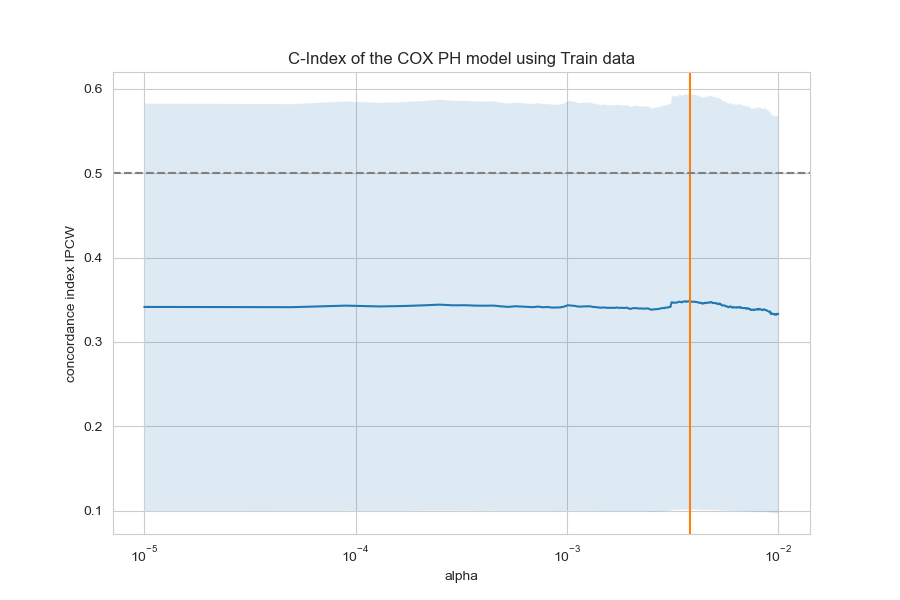 C-Index of the COX PH model using Train data
concordance index IPCW
0.6
0.5
0.4
0.3
0.2
0.1
10⁻⁵ 10⁻⁴ 10⁻³ 10⁻²
alpha